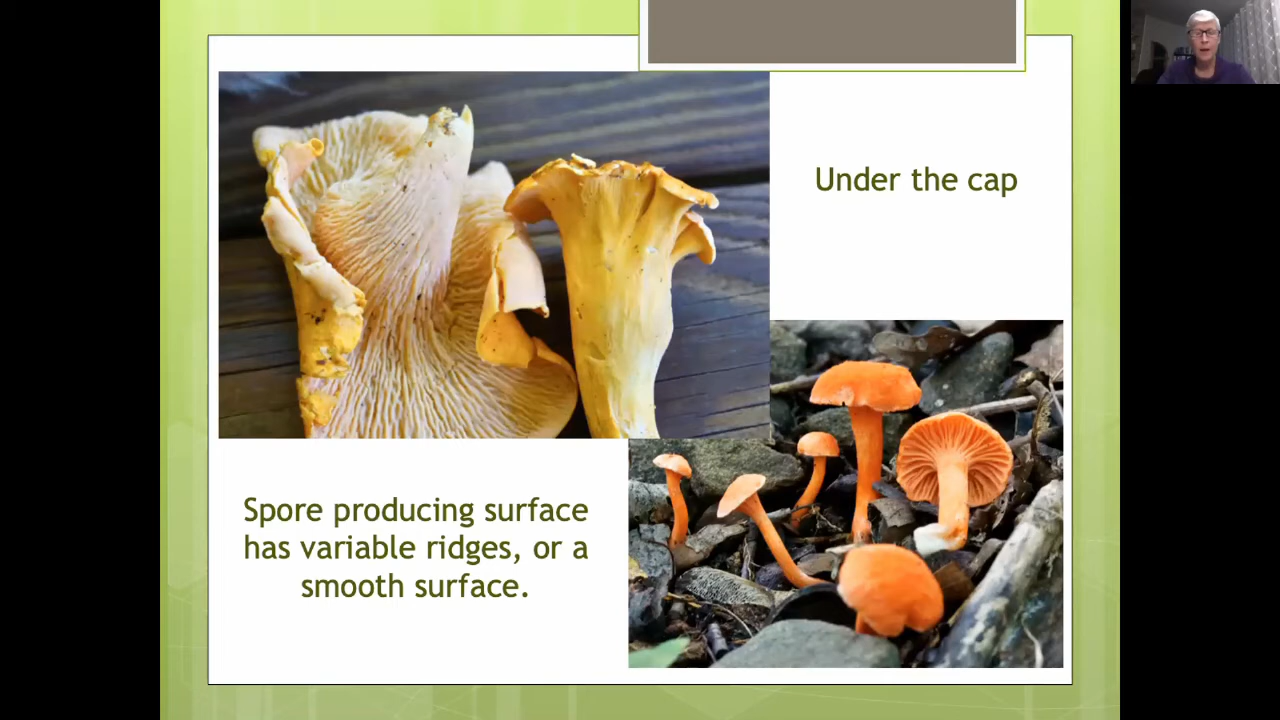 Under the cap
Spore producing surface
has variable ridges, or a
smooth surface.